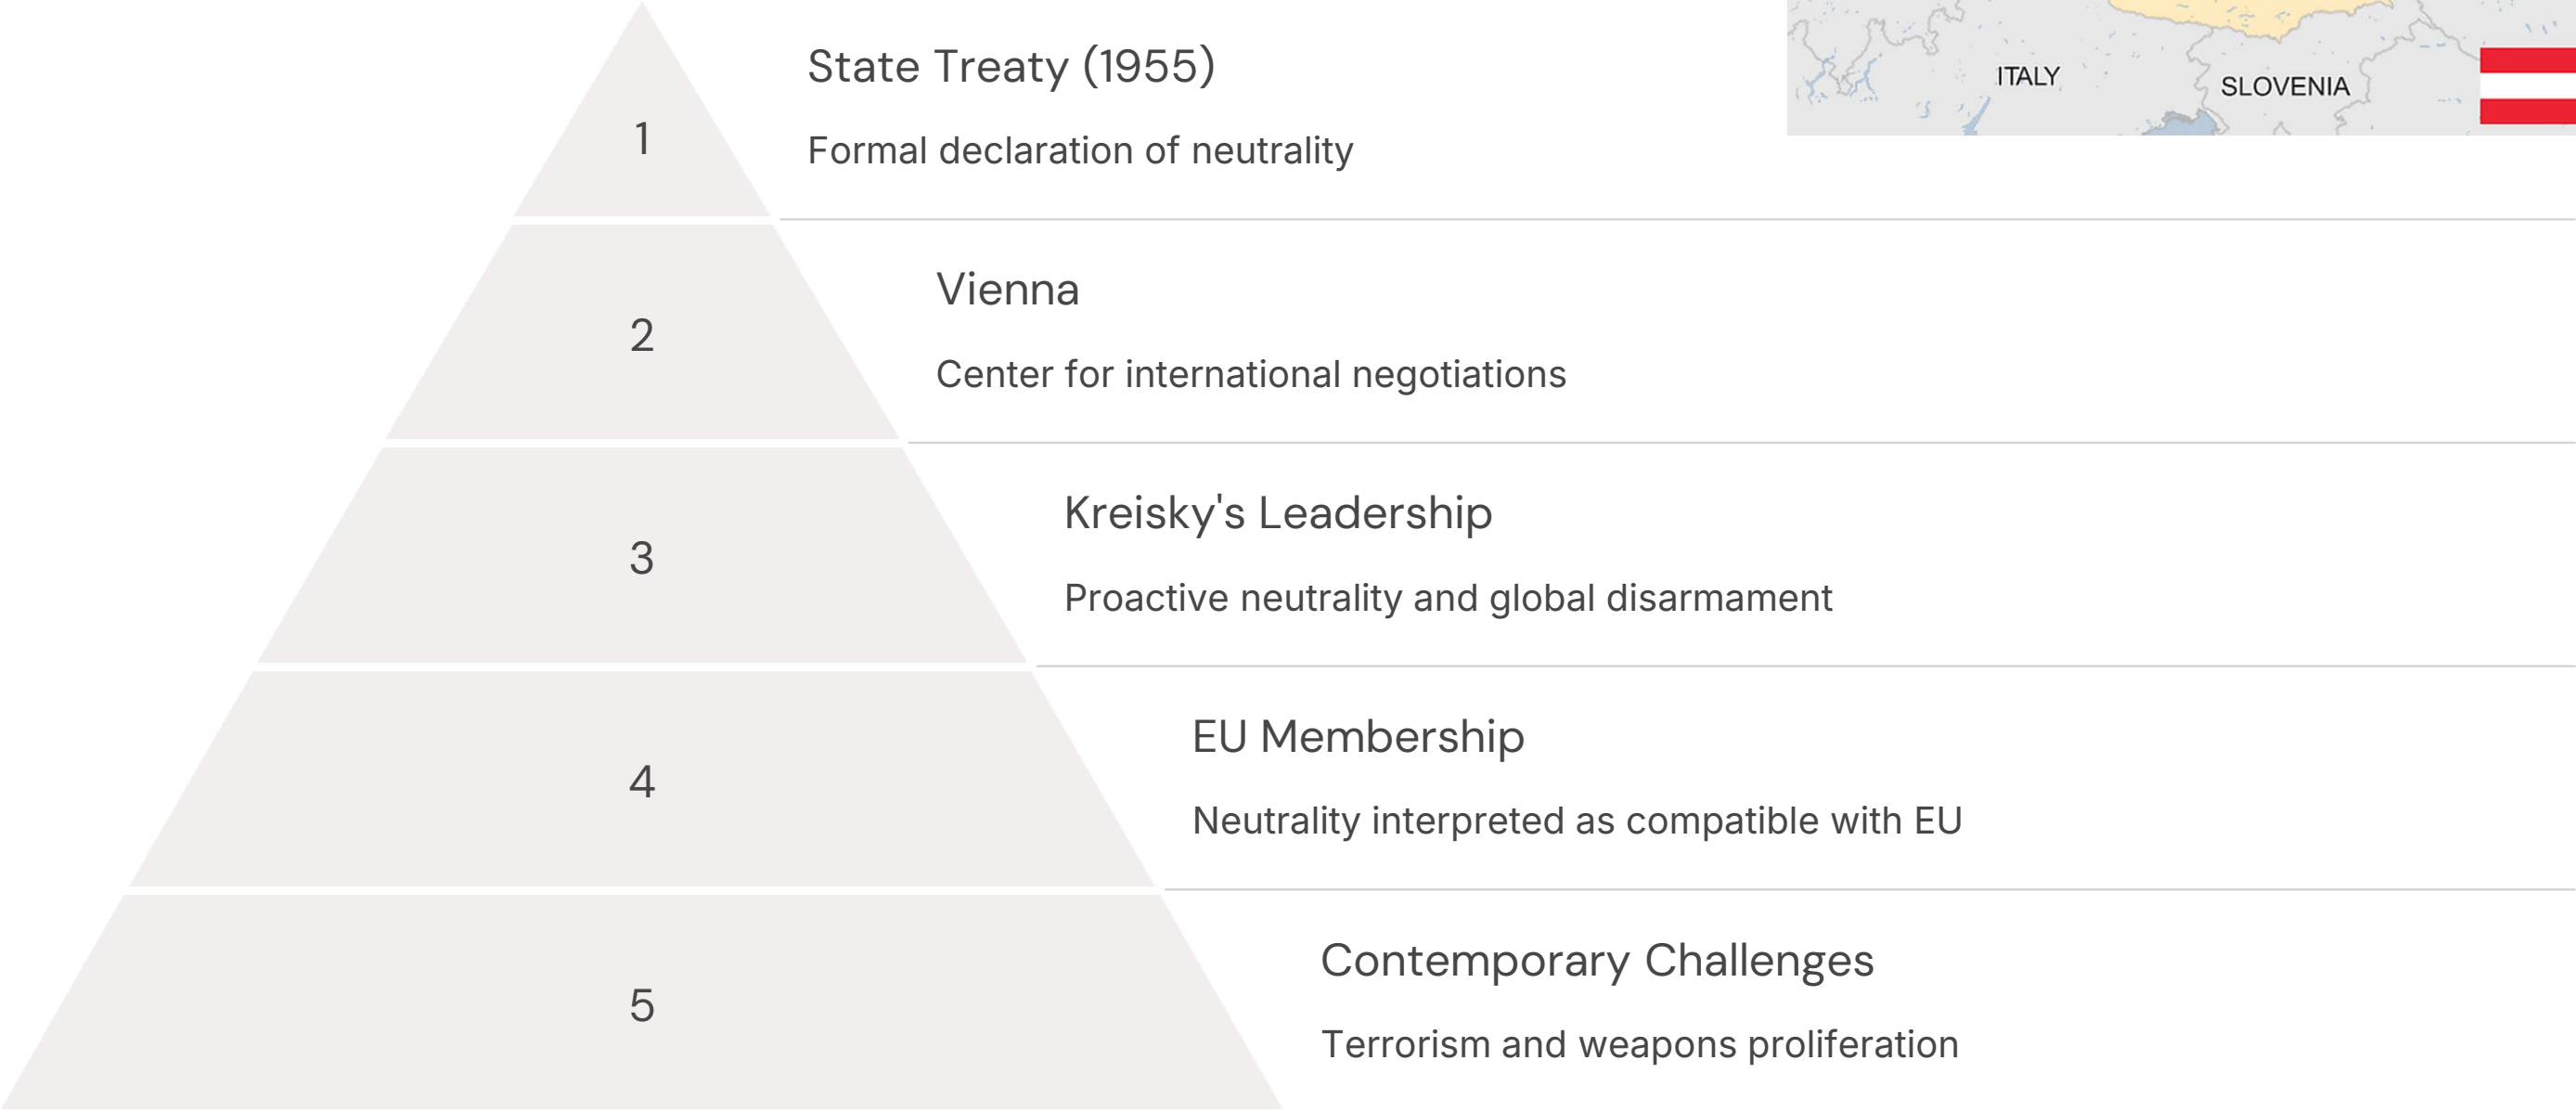 State Treaty (1955)
1
Formal declaration of neutrality
ITALY
SLOVENIA
Vienna
2
Center for international negotiations
Kreisky's Leadership
3
Proactive neutrality and global disarmament
EU Membership
4
Neutrality interpreted as compatible with EU
Contemporary Challenges
5
Terrorism and weapons proliferation